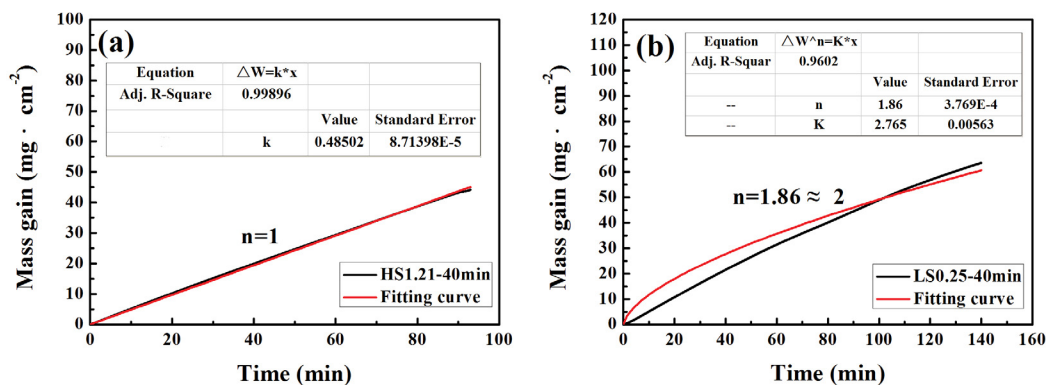 (a)
Equation △W=k*x
Adj. R-Square 0.99896
Value Standard Error
k 0.48502 8.71398E-5
n=1
HS1.21-40min
Fitting curve
Mass gain (mg · cm-2)
100
90
80
70
60
50
40
30
20
10
0
0 20 40 60 80 100
Time (min)
(b)
Equation △W^n=K*x
Adj. R-Squar 0.9602
Value Standard Error
-- n 1.86 3.769E-4
-- K 2.765 0.00563
n=1.86 ≈ 2
LS0.25-40min
Fitting curve
Mass gain (mg · cm-2)
120
110
100
90
80
70
60
50
40
30
20
10
0
0 20 40 60 80 100 120 140 160
Time (min)